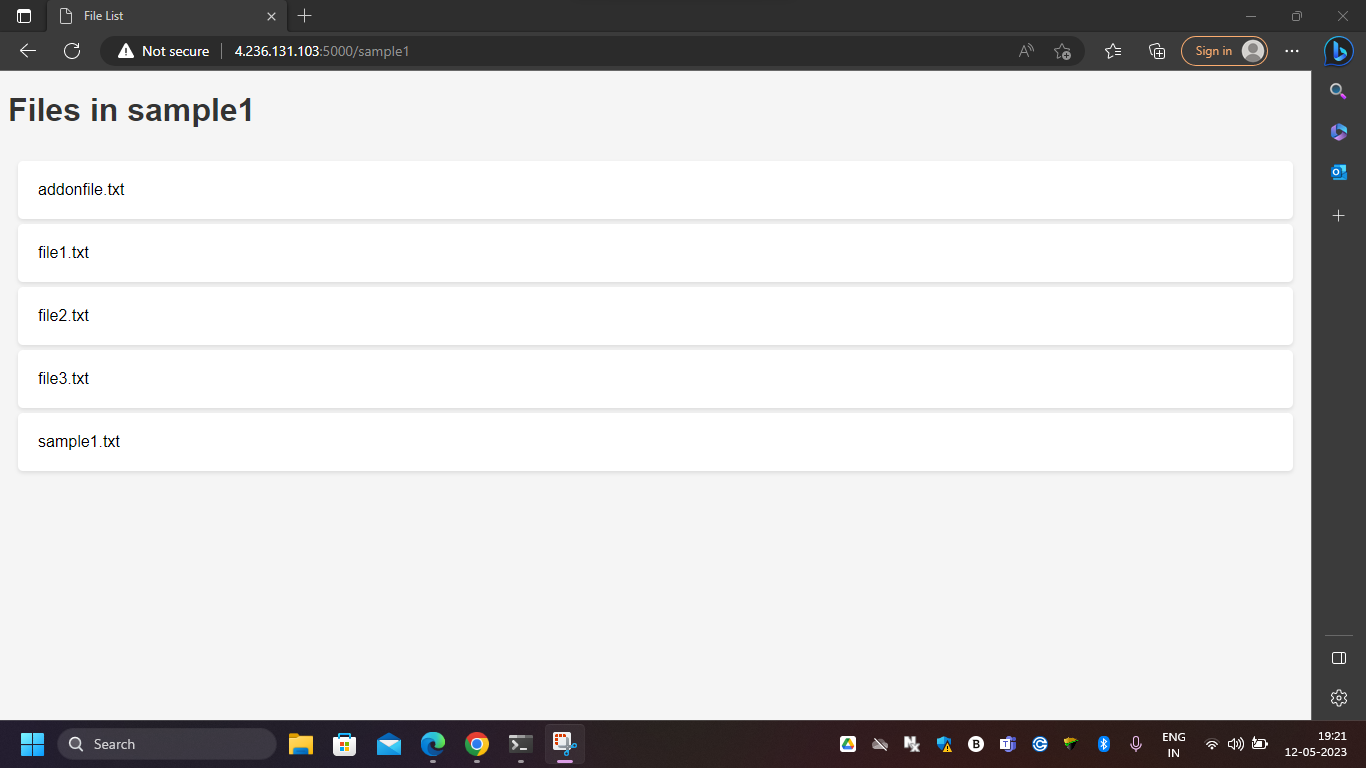 File List
Not secure
4.236.131.103:5000/sample1
Sign in
Files in sample1
addonfile.txt
file1.txt
file2.txt
file3.txt
sample1.txt
Search
ENG
IN
19:21
12-05-2023